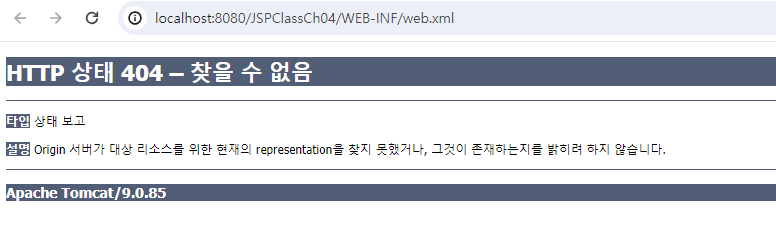 localhost:8080/JSPClassCh04/WEB-INF/web.xml
HTTP 상태 404 – 찾을 수 없음
타입 상태 보고
설명 Origin 서버가 대상 리소스를 위한 현재의 representation을 찾지 못했거나, 그것이 존재하는지를 밝히려 하지 않습니다.
Apache Tomcat/9.0.85